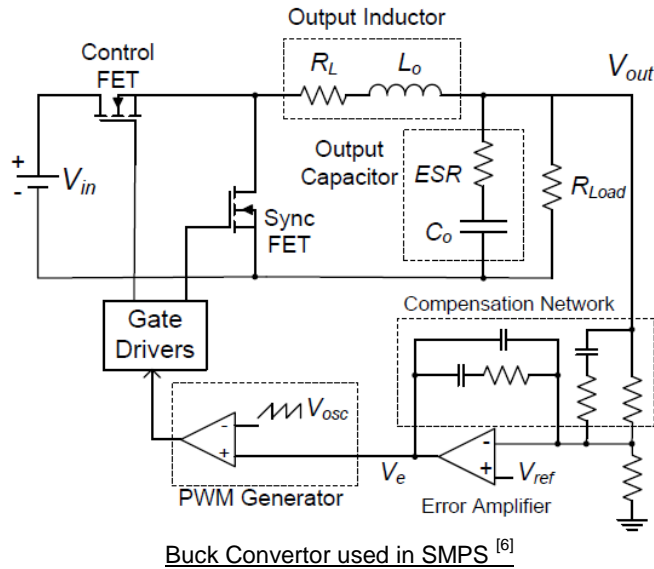 Output Inductor
Control
FET
R_L
L_o
V_out
+
-
V_in
Output
Capacitor
ESR
C_o
R_Load
Sync
FET
Compensation Network
Gate
Drivers
V_osc
-
+
PWM Generator
V_e
-
+
V_ref
Error Amplifier
Buck Convertor used in SMPS [6]